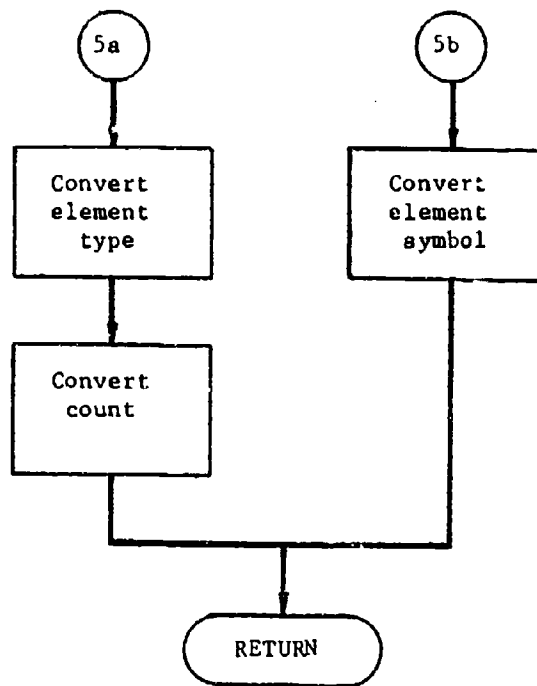 5a
5b
Convert
element
type
Convert
element
symbol
Convert
count
RETURN